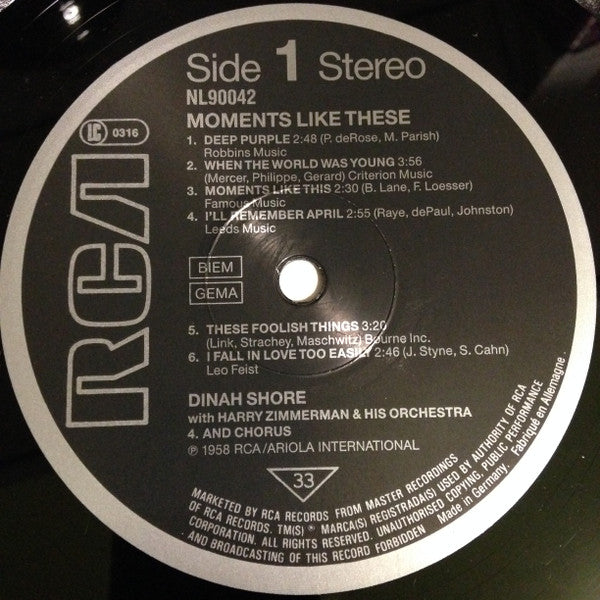 Side 1 Stereo
NL90042
MOMENTS LIKE THESE
LC 0316
RCA
1. DEEP PURPLE 2:48 (P. deROSE, M. Parish)
Robbins Music
2. WHEN THE WORLD WAS YOUNG 3:56
(Mercer, Philippe, Gerard) Criterion Music
3. MOMENTS LIKE THIS 2:30 (B. Lane, F. Loesser)
Famous Music
4. I'LL REMEMBER APRIL 2:55 (Raye, dePaul, Johnston)
Leeds Music
BIEM
GEMA
5. THESE FOOLISH THINGS 3:20
(Link, Strachey, Maschwitz) Bourne Inc.
6. I FALL IN LOVE TOO EASILY 2:46 (J. Styne, S. Cahn)
Leo Feist
DINAH SHORE
with HARRY ZIMMERMAN & HIS ORCHESTRA
4. AND CHORUS
℗ 1958 RCA/ARIOLA INTERNATIONAL
33
MARKETED BY RCA RECORDS FROM MASTER RECORDINGS
OF RCA RECORDS. TM(S) ® MARCA(S) REGISTRADA(S) USED BY AUTHORITY OF RCA
CORPORATION. ALL RIGHTS RESERVED. UNAUTHORISED COPYING, PUBLIC PERFORMANCE
AND BROADCASTING OF THIS RECORD FORBIDDEN Made in Germany. Fabriqué en Allemagne.